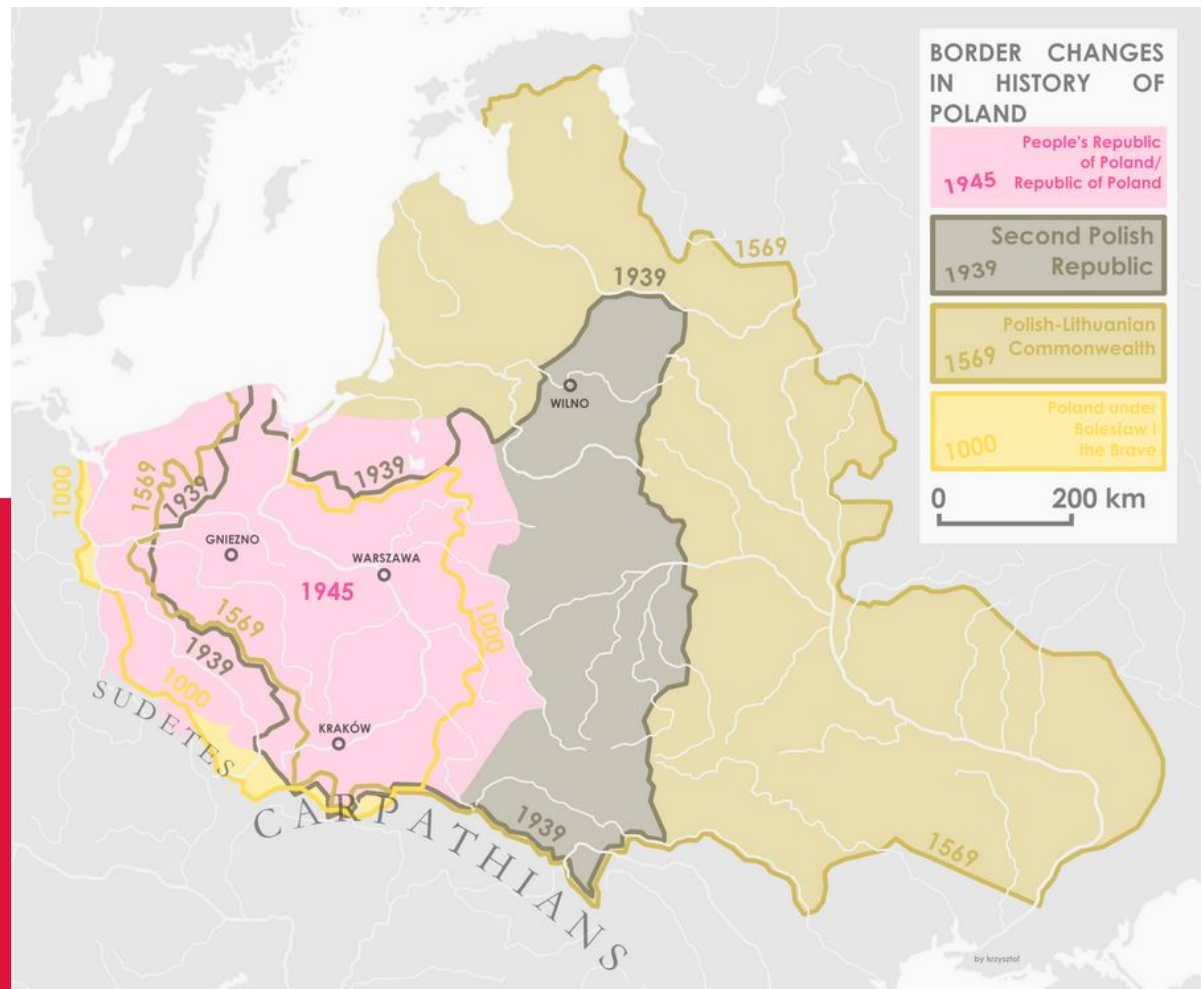 BORDER CHANGES
IN HISTORY OF
POLAND
People's Republic
of Poland/
1945 Republic of Poland
Second Polish
1939 Republic
Polish-Lithuanian
1569 Commonwealth
Poland under
Bolesław I
1000 the Brave
0 200 km
1569
1939
WILNO
1939
1569
1939
1000
GNIEZNO
WARSZAWA
1945
1569
1000
1939
1000
SUDETES
KRAKÓW
CARPATHIANS
1939
1569
by krzysztof